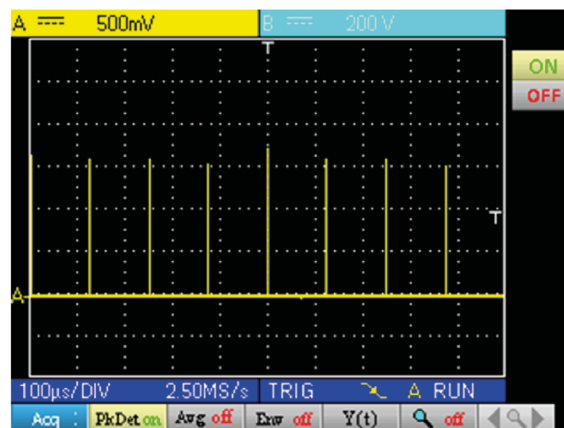 A 500mV B 200 V
T
ON
OFF
T
A
100µs/DIV 2.50MS/s TRIG A RUN
Acq : PkDet on Avg off Env off Y(t) off